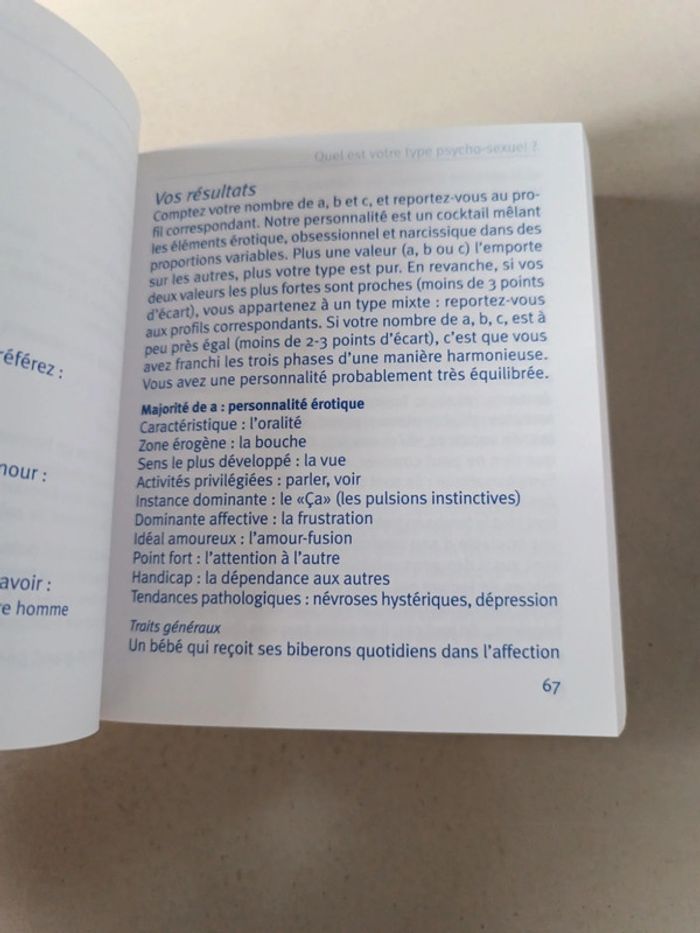 référez :
mour :
avoir :
re homme
Quel est votre type psycho-sexuel ?
Vos résultats
Comptez votre nombre de a, b et c, et reportez-vous au pro-
fil correspondant. Notre personnalité est un cocktail mêlant
les éléments érotique, obsessionnel et narcissique dans des
proportions variables. Plus une valeur (a, b ou c) l'emporte
sur les autres, plus votre type est pur. En revanche, si vos
deux valeurs les plus fortes sont proches (moins de 3 points
d'écart), vous appartenez à un type mixte : reportez-vous
aux profils correspondants. Si votre nombre de a, b, c, est à
peu près égal (moins de 2-3 points d'écart), c'est que vous
avez franchi les trois phases d'une manière harmonieuse.
Vous avez une personnalité probablement très équilibrée.
Majorité de a : personnalité érotique
Caractéristique : l'oralité
Zone érogène : la bouche
Sens le plus développé : la vue
Activités privilégiées : parler, voir
Instance dominante : le «Ça» (les pulsions instinctives)
Dominante affective : la frustration
Idéal amoureux : l'amour-fusion
Point fort : l'attention à l'autre
Handicap : la dépendance aux autres
Tendances pathologiques : névroses hystériques, dépression
Traits généraux
Un bébé qui reçoit ses biberons quotidiens dans l'affection
67